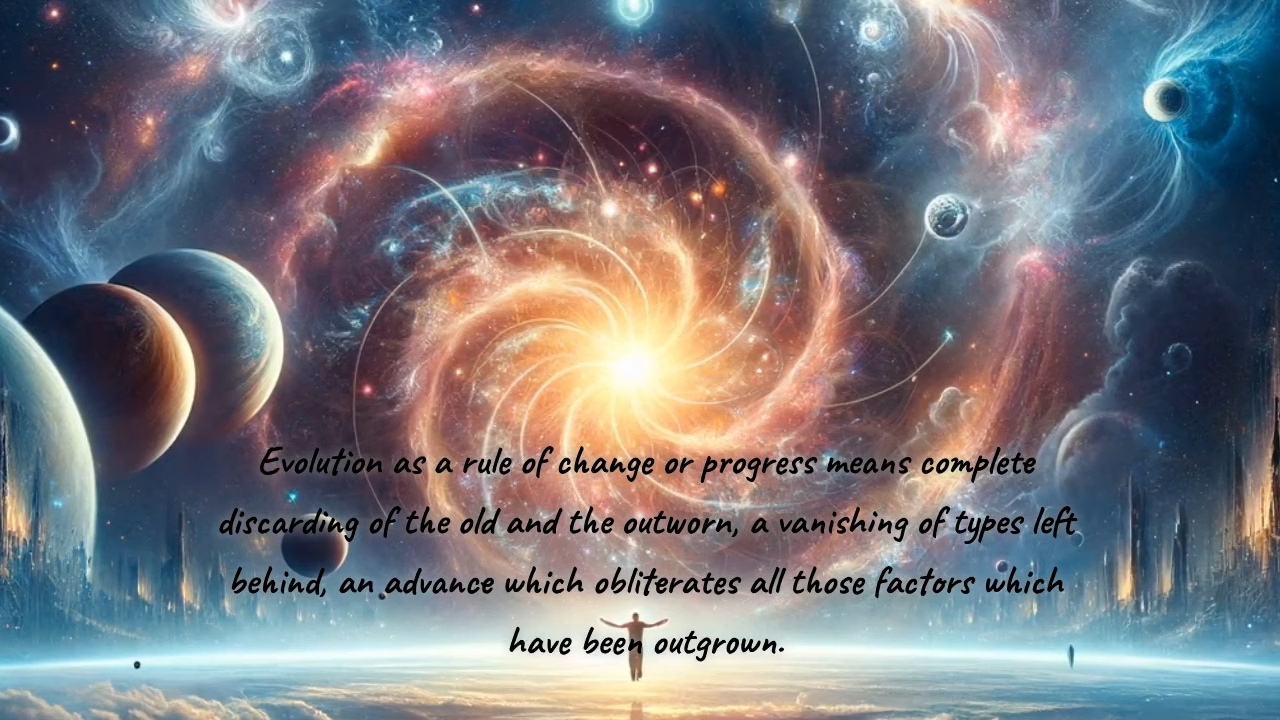 Evolution as a rule of change or progress means complete
discarding of the old and the outworn, a vanishing of types left
behind, an advance which obliterates all those factors which
have been outgrown.